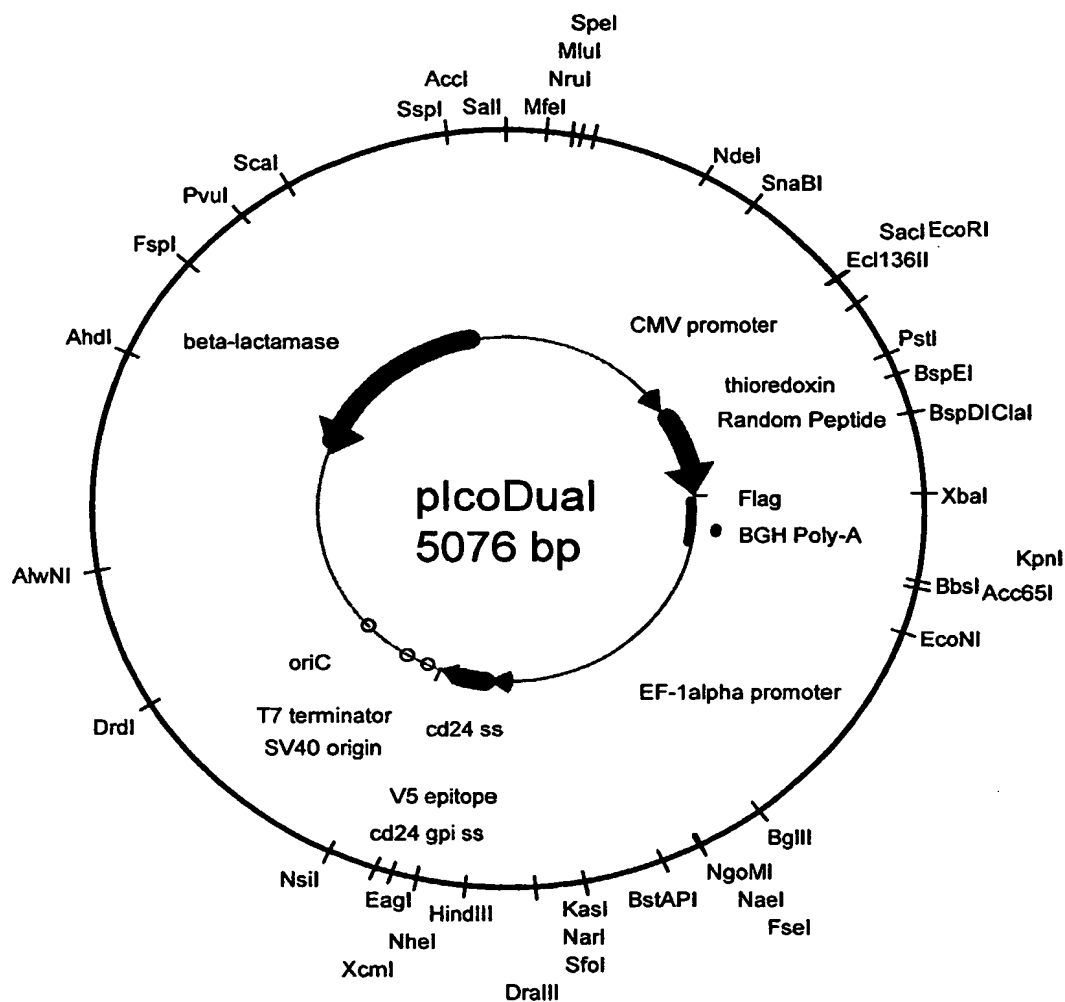 SpeI
MluI
AccI
NruI
SspI
SalI
MfeI
ScaI
NdeI
PvuI
SnaBI
FspI
SacI
EcoRI
Ecl136II
AhdI
beta-lactamase
CMV promoter
PstI
thioredoxin
BspEI
Random Peptide
BspDI
ClaI
pIcoDual
5076 bp
Flag
XbaI
BGH Poly-A
KpnI
AlwNI
BbsI
Acc65I
EcoNI
oriC
EF-1alpha promoter
T7 terminator
DrdI
cd24 ss
SV40 origin
V5 epitope
cd24 gpi ss
BglII
NsiI
NgoMI
EagI
HindIII
KasI
BstAPI
NaeI
NheI
NarI
FseI
XcmI
SfoI
DraIII